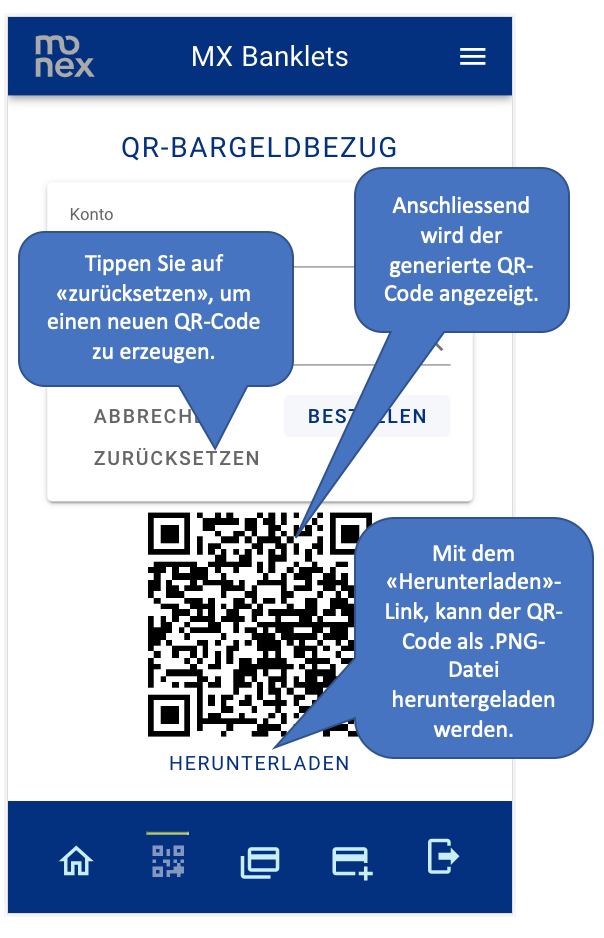 mo
nex
MX Banklets
QR-BARGELDBEZUG
Konto
Anschliessend
wird der
generierte QR-
Code angezeigt.
Tippen Sie auf
«zurücksetzen», um
einen neuen QR-Code
zu erzeugen.
ZURÜCKSETZEN
Mit dem
«Herunterladen»-
Link, kann der QR-
Code als .PNG-
Datei
heruntergeladen
werden.
HERUNTERLADEN